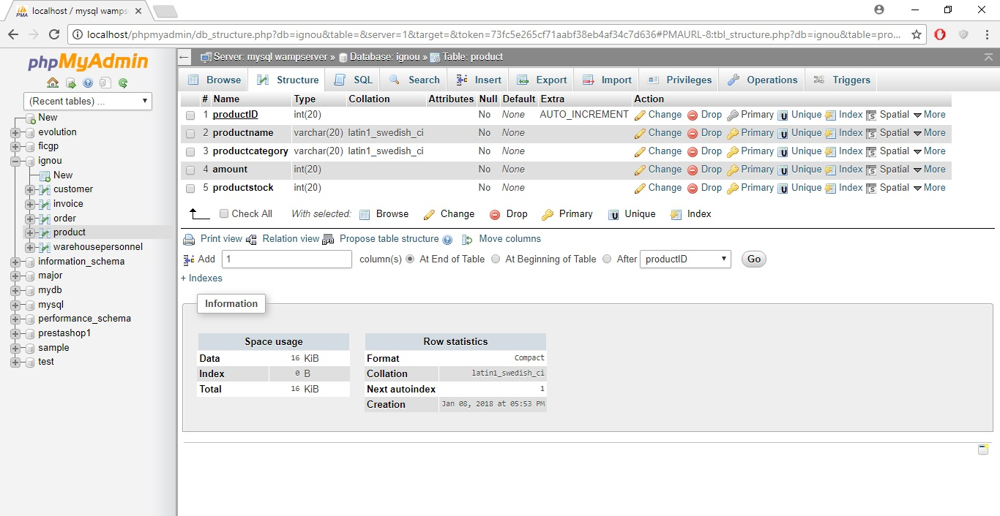 localhost / mysql wamps
localhost/phpmyadmin/db_structure.php?db=ignou&table=&server=1&target=&token=73fc5e265cf71aabf38eb4af34c7d636#PMAURL-8:tbl_structure.php?db=ignou&table=pro...
phpMyAdmin
(Recent tables) ...
New
evolution
ficgp
ignou
New
customer
invoice
order
product
warehousepersonnel
information_schema
major
mydb
mysql
performance_schema
prestashop1
sample
test
Server: mysql wampserver » Database: ignou » Table: product
Browse Structure SQL Search Insert Export Import Privileges Operations Triggers
# Name Type Collation Attributes Null Default Extra Action
1 productID int(20) No None AUTO_INCREMENT Change Drop Primary Unique Index Spatial More
2 productname varchar(20) latin1_swedish_ci No None Change Drop Primary Unique Index Spatial More
3 productcategory varchar(20) latin1_swedish_ci No None Change Drop Primary Unique Index Spatial More
4 amount int(20) No None Change Drop Primary Unique Index Spatial More
5 productstock int(20) No None Change Drop Primary Unique Index Spatial More
Check All With selected: Browse Change Drop Primary Unique Index
Print view Relation view Propose table structure Move columns
Add 1 column(s) At End of Table At Beginning of Table After productID Go
+ Indexes
Information
Space usage
Data 16 KiB
Index 0 B
Total 16 KiB
Row statistics
Format Compact
Collation latin1_swedish_ci
Next autoindex 1
Creation Jan 08, 2018 at 05:53 PM